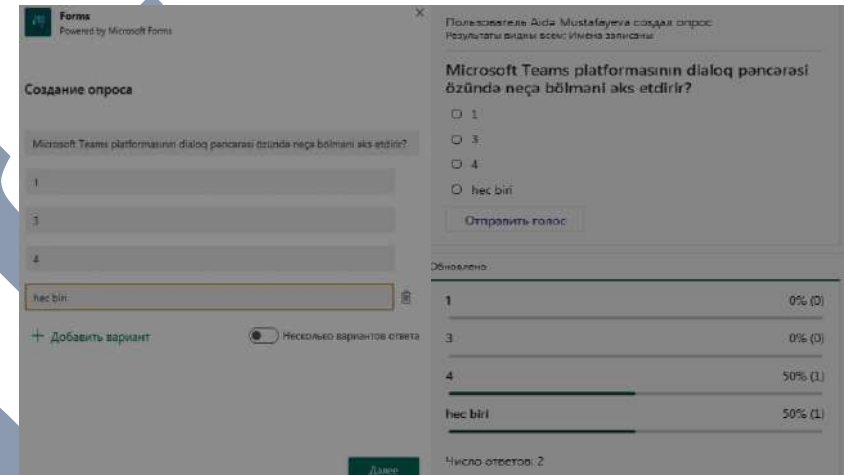 Forms
Powered by Microsoft Forms
Создание опроса
Microsoft Teams platformasının dialoq pəncərəsi özündə neçə bölməni əks etdirir?
1
3
4
hec biri
+ Добавить вариант
Несколько вариантов ответа
Далее
Пользователь Aida Mustafayeva создал опрос
Результаты видны всем; Имена записаны
Microsoft Teams platformasının dialoq pəncərəsi
özündə neçə bölməni əks etdirir?
1
3
4
hec biri
Отправить голос
Обновлено
1 0% (0)
3 0% (0)
4 50% (1)
hec biri 50% (1)
Число ответов: 2